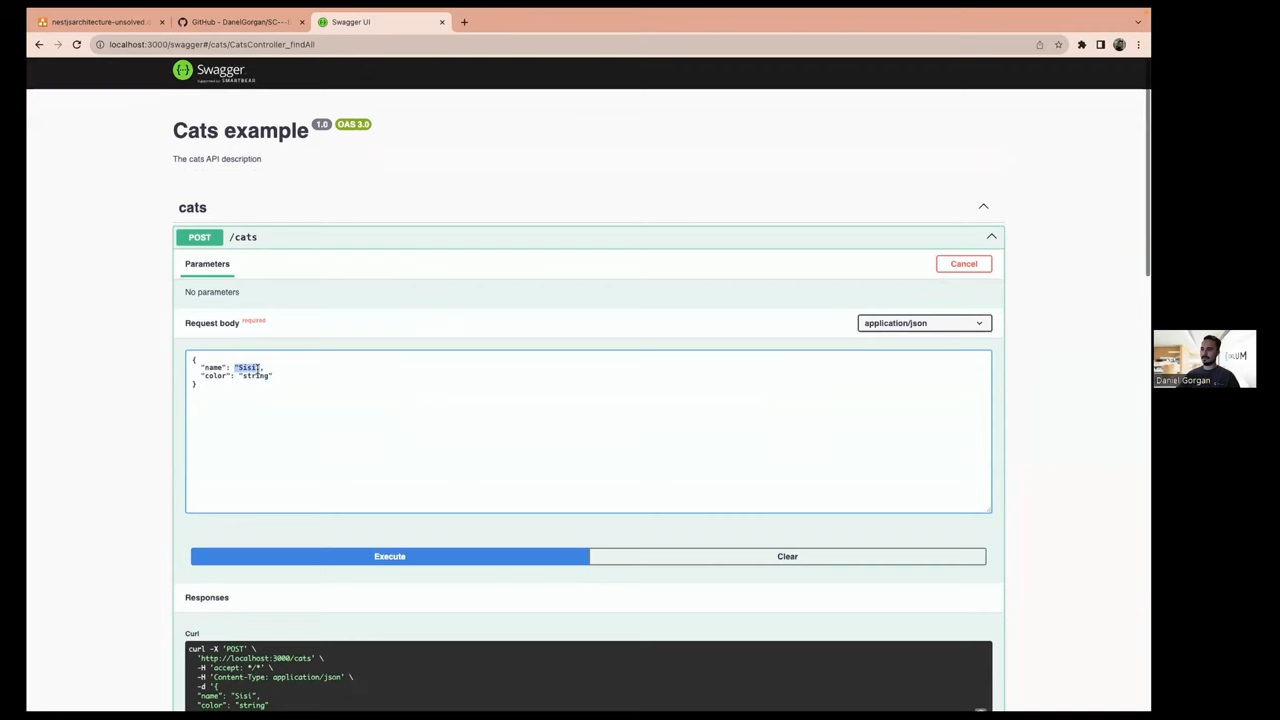 nestjsarchitecture-unsolved.d
GitHub - DanelGorgan/SC---
Swagger UI
localhost:3000/swagger#/cats/CatsController_findAll
Swagger
SMARTBEAR
Cats example 1.0 OAS 3.0
The cats API description
cats
POST /cats
Parameters
Cancel
No parameters
Request body required
application/json
{
"name": "Sisi",
"color": "string"
}
Execute
Clear
Responses
Curl
curl -X 'POST' \
'http://localhost:3000/cats' \
-H 'accept: */*' \
-H 'Content-Type: application/json' \
-d '{
"name": "Sisi",
"color": "string"
Daniel Gorgan